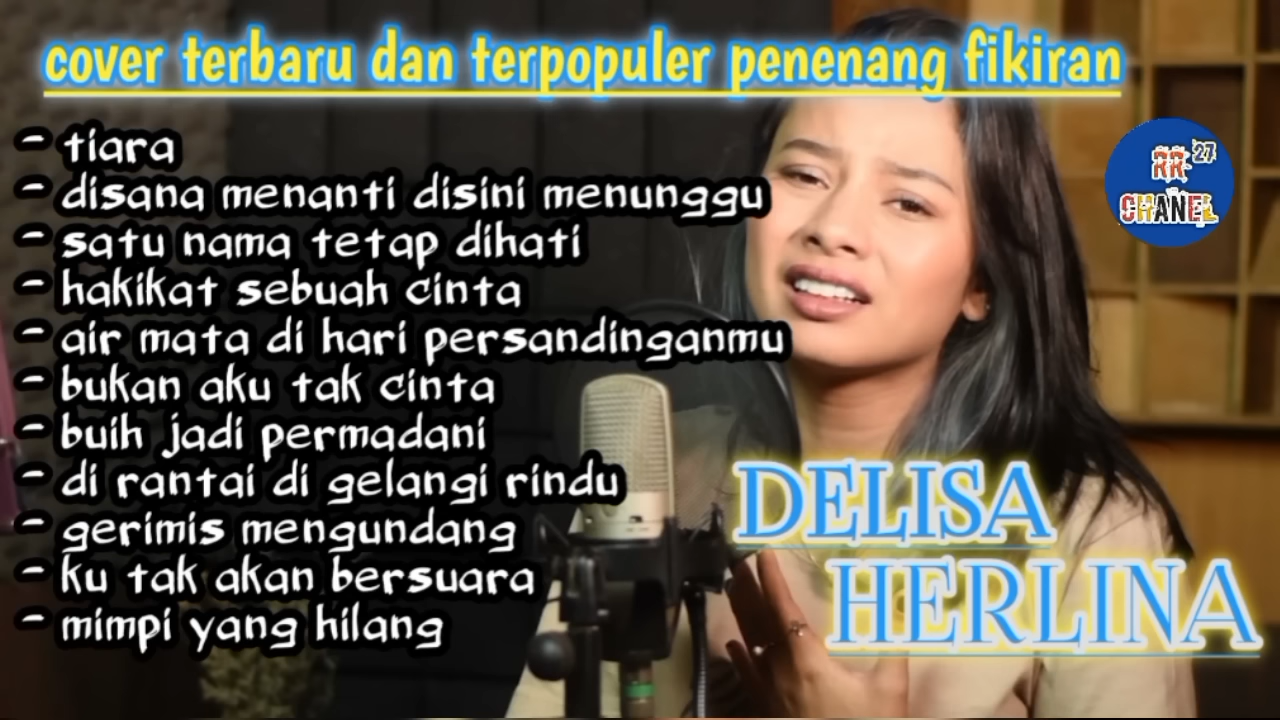 cover terbaru dan terpopuler penenang fikiran
- tiara
- disana menanti disini menunggu
- satu nama tetap dihati
- hakikat sebuah cinta
- air mata di hari persandinganmu
- bukan aku tak cinta
- buih jadi permadani
- di rantai di gelangi rindu
- gerimis mengundang
- ku tak akan bersuara
- mimpi yang hilang
RR 27
CHANEL
DELISA
HERLINA